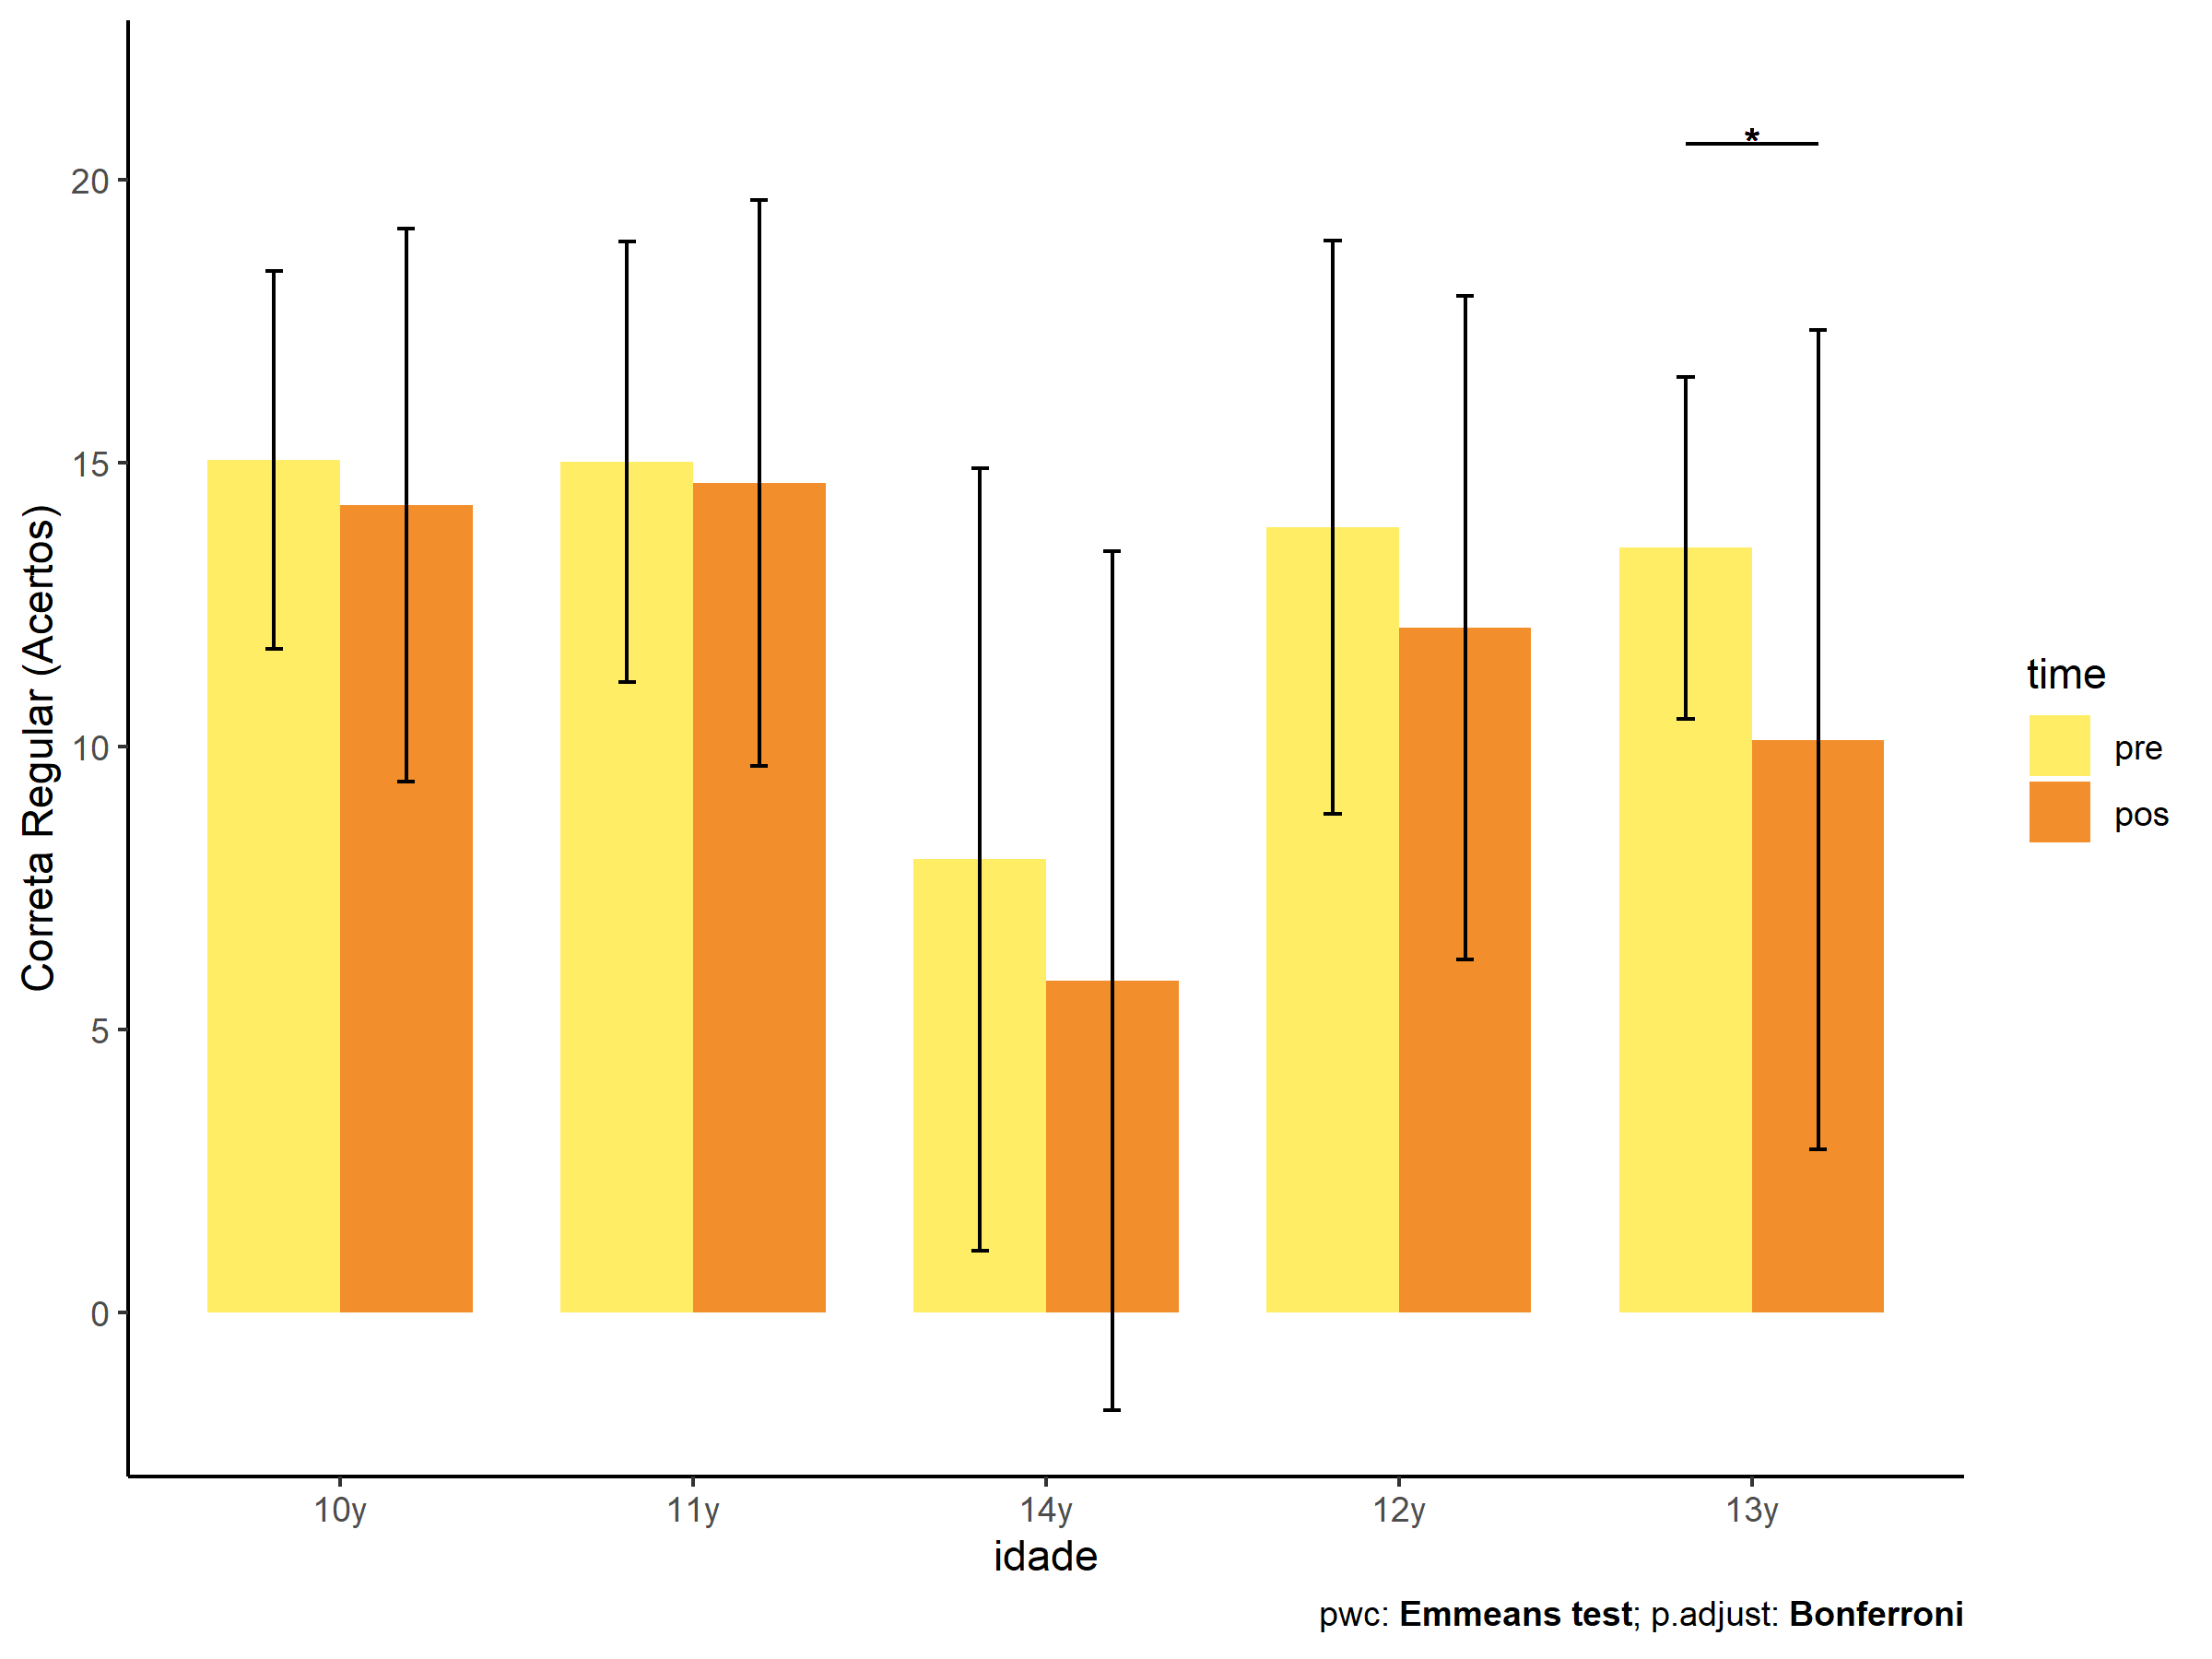 *
20
15
10
5
0
Correta Regular (Acertos)
10y 11y 14y 12y 13y
idade
time
pre
pos
pwc: Emmeans test; p.adjust: Bonferroni